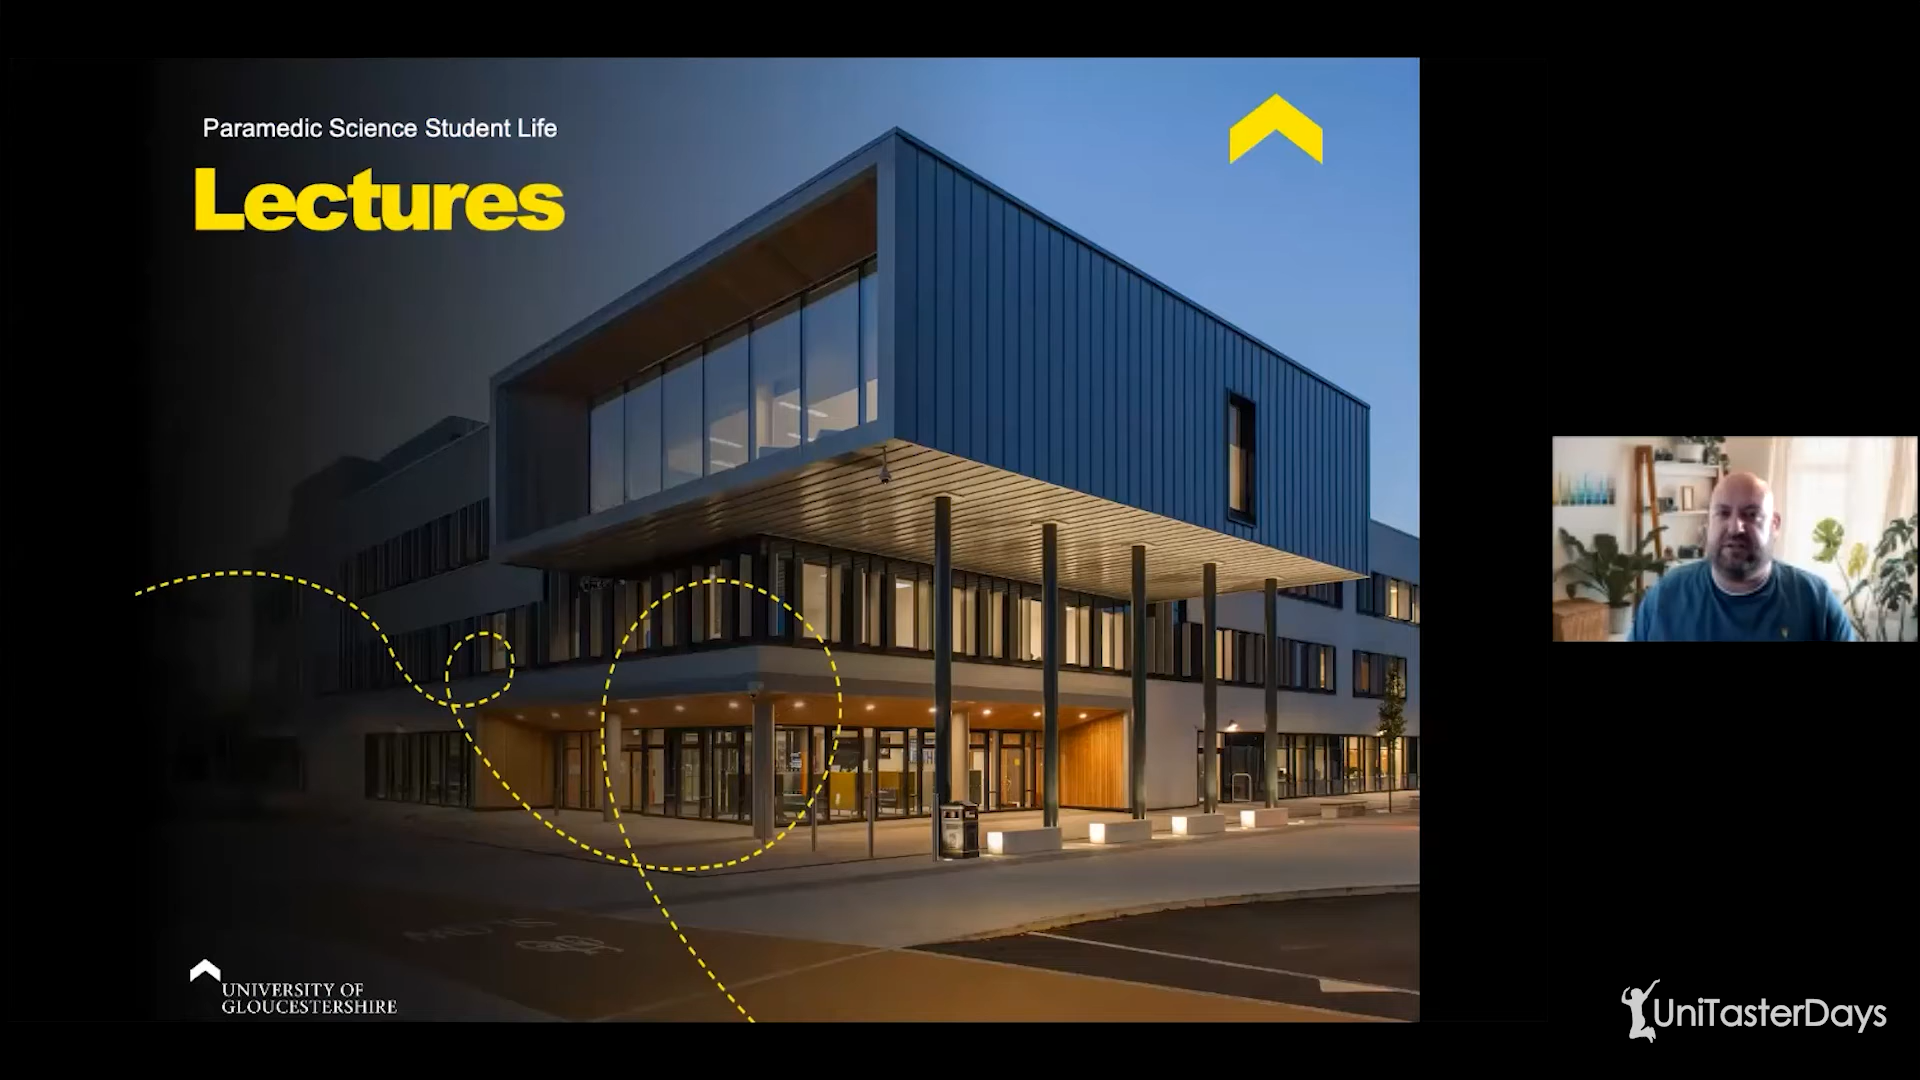 Paramedic Science Student Life
Lectures
UNIVERSITY OF
GLOUCESTERSHIRE
UniTasterDays